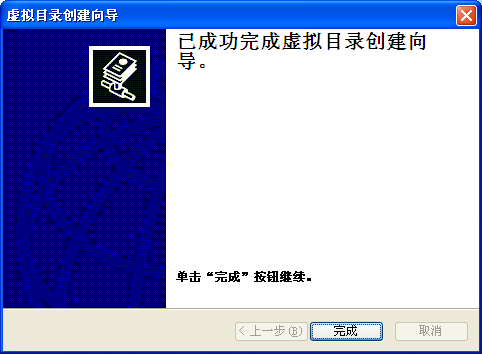 虚拟目录创建向导
已成功完成虚拟目录创建向
导。
单击“完成”按钮继续。
< 上一步(B)
完成
取消